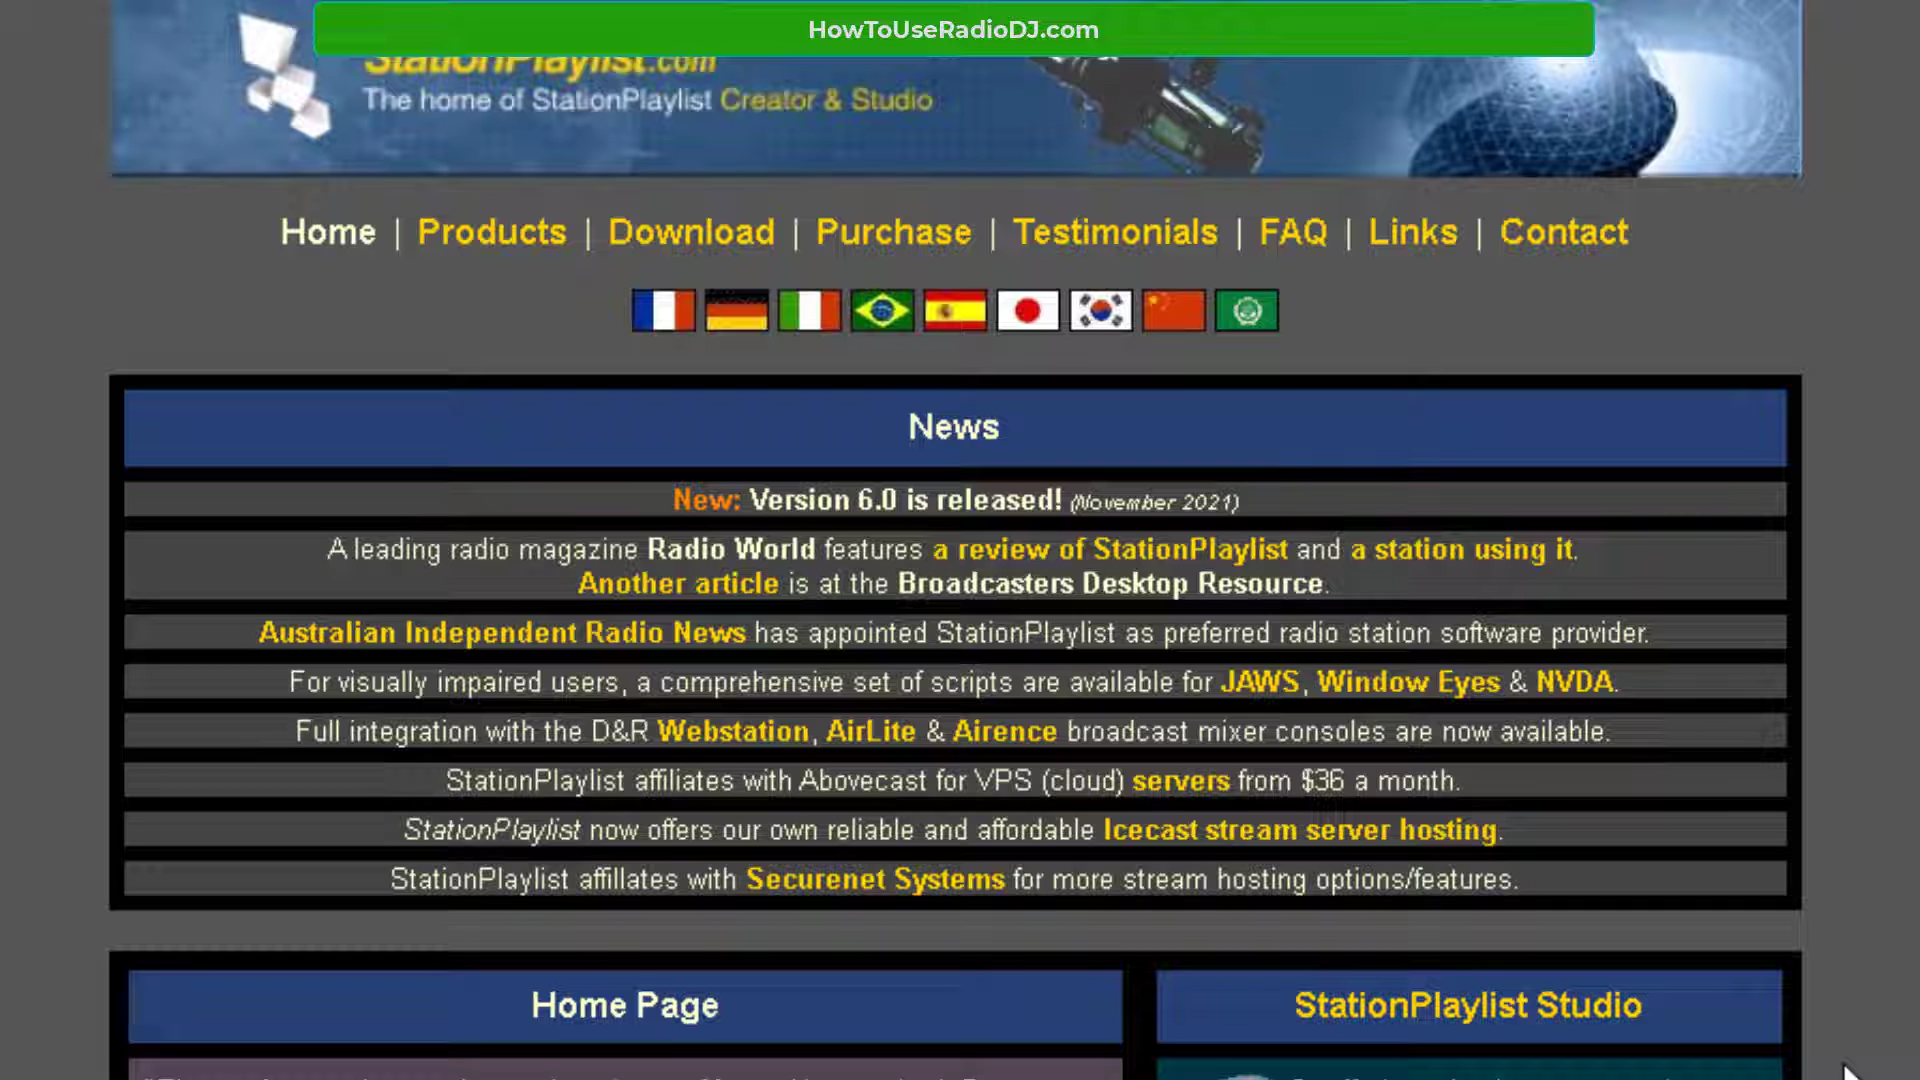 HowToUseRadioDJ.com
StationPlaylist.com
The home of StationPlaylist Creator & Studio
Home | Products | Download | Purchase | Testimonials | FAQ | Links | Contact
News
New: Version 6.0 is released! (November 2021)
A leading radio magazine Radio World features a review of StationPlaylist and a station using it.
Another article is at the Broadcasters Desktop Resource.
Australian Independent Radio News has appointed StationPlaylist as preferred radio station software provider.
For visually impaired users, a comprehensive set of scripts are available for JAWS, Window Eyes & NVDA.
Full integration with the D&R Webstation, AirLite & Airence broadcast mixer consoles are now available.
StationPlaylist affiliates with Abovecast for VPS (cloud) servers from $36 a month.
StationPlaylist now offers our own reliable and affordable Icecast stream server hosting.
StationPlaylist affiliates with Securenet Systems for more stream hosting options/features.
Home Page
StationPlaylist Studio